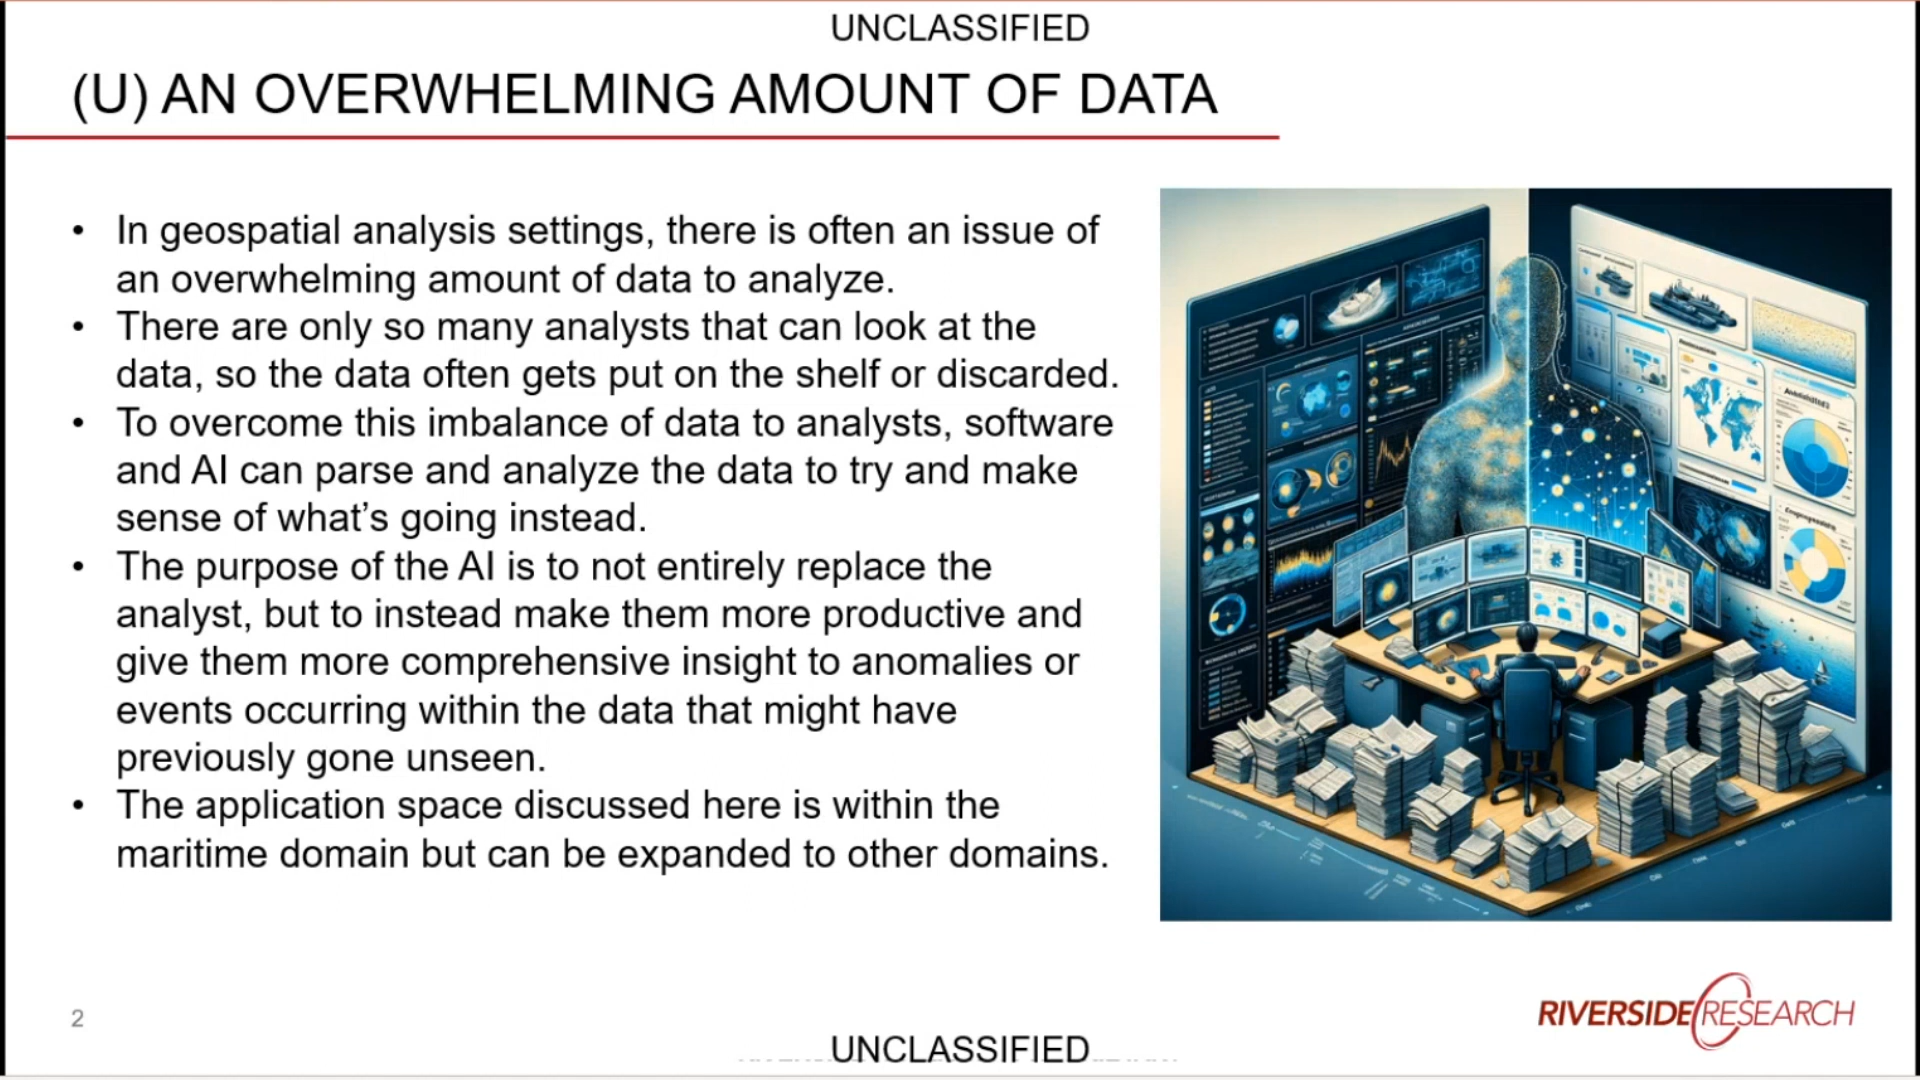 UNCLASSIFIED
(U) AN OVERWHELMING AMOUNT OF DATA
• In geospatial analysis settings, there is often an issue of
an overwhelming amount of data to analyze.
• There are only so many analysts that can look at the
data, so the data often gets put on the shelf or discarded.
• To overcome this imbalance of data to analysts, software
and AI can parse and analyze the data to try and make
sense of what’s going instead.
• The purpose of the AI is to not entirely replace the
analyst, but to instead make them more productive and
give them more comprehensive insight to anomalies or
events occurring within the data that might have
previously gone unseen.
• The application space discussed here is within the
maritime domain but can be expanded to other domains.
2
RIVERSIDE RESEARCH
UNCLASSIFIED